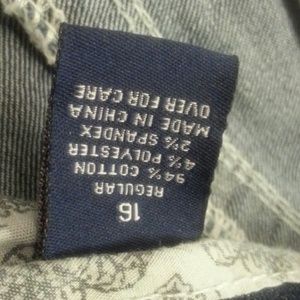 16
REGULAR
94% COTTON
4% POLYESTER
2% SPANDEX
MADE IN CHINA
OVER FOR CARE